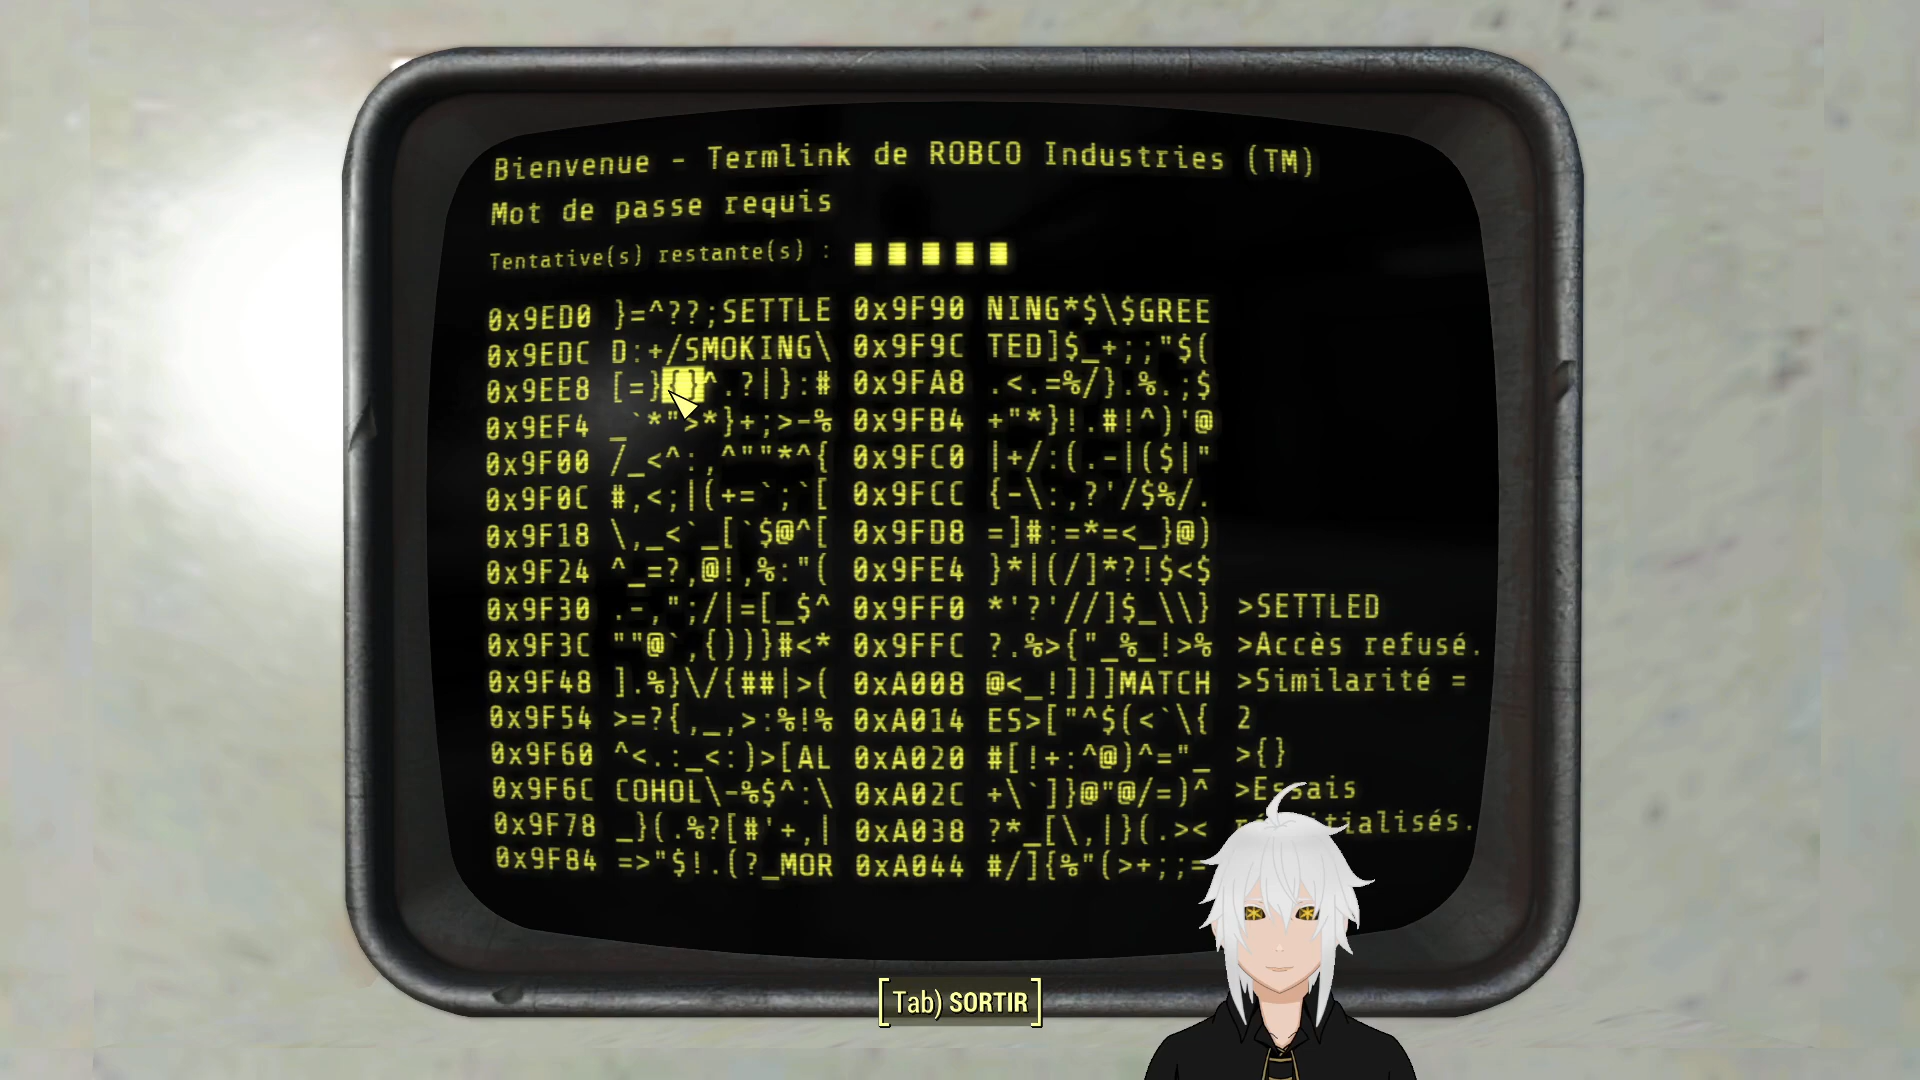 Bienvenue - Termlink de ROBCO Industries (TM)
Mot de passe requis
Tentative(s) restante(s) :
0x9ED0 }=^??;SETTLE 0x9F90 NING*$\$GREE
0x9EDC D:+/SMOKING\ 0x9F9C TED]$_+;;"$(
0x9EE8 [=}{}^.?|}:# 0x9FA8 .<.=%/}.%.;$
0x9EF4 _`*">*}+;>-% 0x9FB4 +"*}!.#!^)'@
0x9F00 /_<^:,^""*^{ 0x9FC0 |+/:(.-|($|"
0x9F0C #,<;|(+=`;`[ 0x9FCC {-\:,?'/$%/.
0x9F18 \,_<`_[`$@^[ 0x9FD8 =]#:=*=<_}@)
0x9F24 ^_=?,@!,%:"( 0x9FE4 }*|(/]*?!$<$
0x9F30 .-,";/|=[_$^ 0x9FF0 *'?'//]$_\\} >SETTLED
0x9F3C ""@`,{))}#<* 0x9FFC ?.%>{"_%_!>% >Accès refusé.
0x9F48 ].%}\/{##|>( 0xA008 @<_!]]]MATCH >Similarité =
0x9F54 >=?{,_,>:%!% 0xA014 ES>["^$(<`\{ 2
0x9F60 ^<.:_<:)>[AL 0xA020 #[!+:^@)^="_ >{}
0x9F6C COHOL\-%$^:\ 0xA02C +\`]}@"@/=)^ >Essais
0x9F78 _}(.%?[#'+,| 0xA038 ?*_[\,|}(.><
0x9F84 =>"$!.(?_MOR 0xA044 #/]{%"(>+;;=
[Tab) SORTIR]